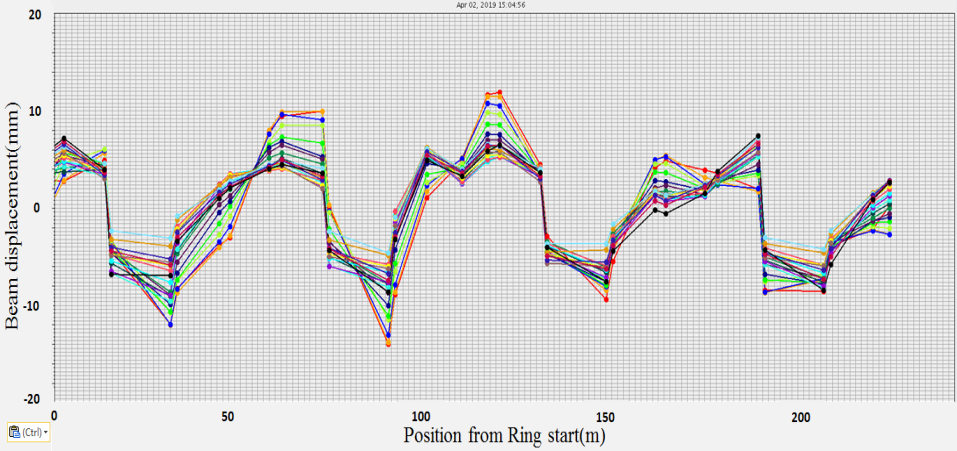 Apr 02, 2019 15:04:56
20
10
0
-10
-20
Beam displacement(mm)
0
50
100
150
200
Position from Ring start(m)
(Ctrl)